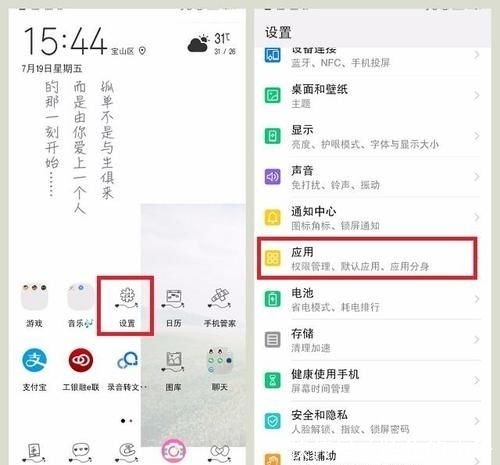 15:44
宝山区
31℃
31 / 26
7月19日星期五
孤单不是与生俱来
而是由你爱上一个人
的那一刻开始……
游戏
音乐🎶
设置
日历
手机管家
支付宝
工银融e联
录音转文…
图库
聊天
设置
设备连接
蓝牙、NFC、手机投屏
桌面和壁纸
主题
显示
亮度、护眼模式、字体与显示大小
声音
免打扰、铃声、振动
通知中心
图标角标、锁屏通知
应用
权限管理、默认应用、应用分身
电池
省电模式、耗电排行
存储
清理加速
健康使用手机
屏幕时间管理
安全和隐私
人脸解锁、指纹、锁屏密码
智能辅助